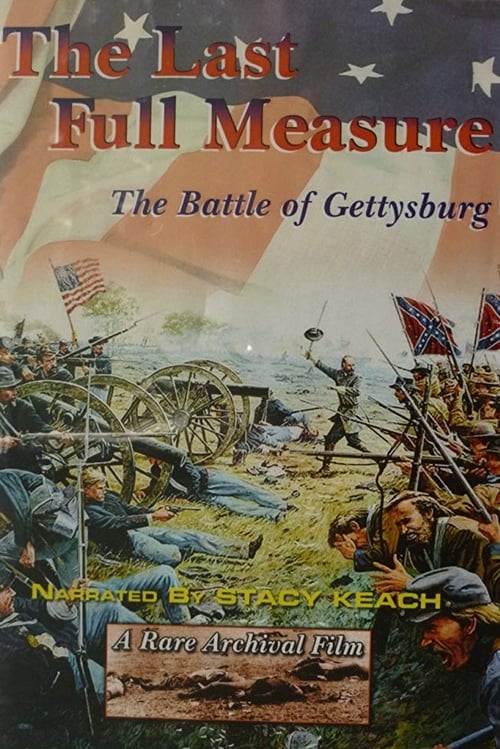 The Last
Full Measure
The Battle of Gettysburg
NARRATED BY STACY KEACH
A Rare Archival Film